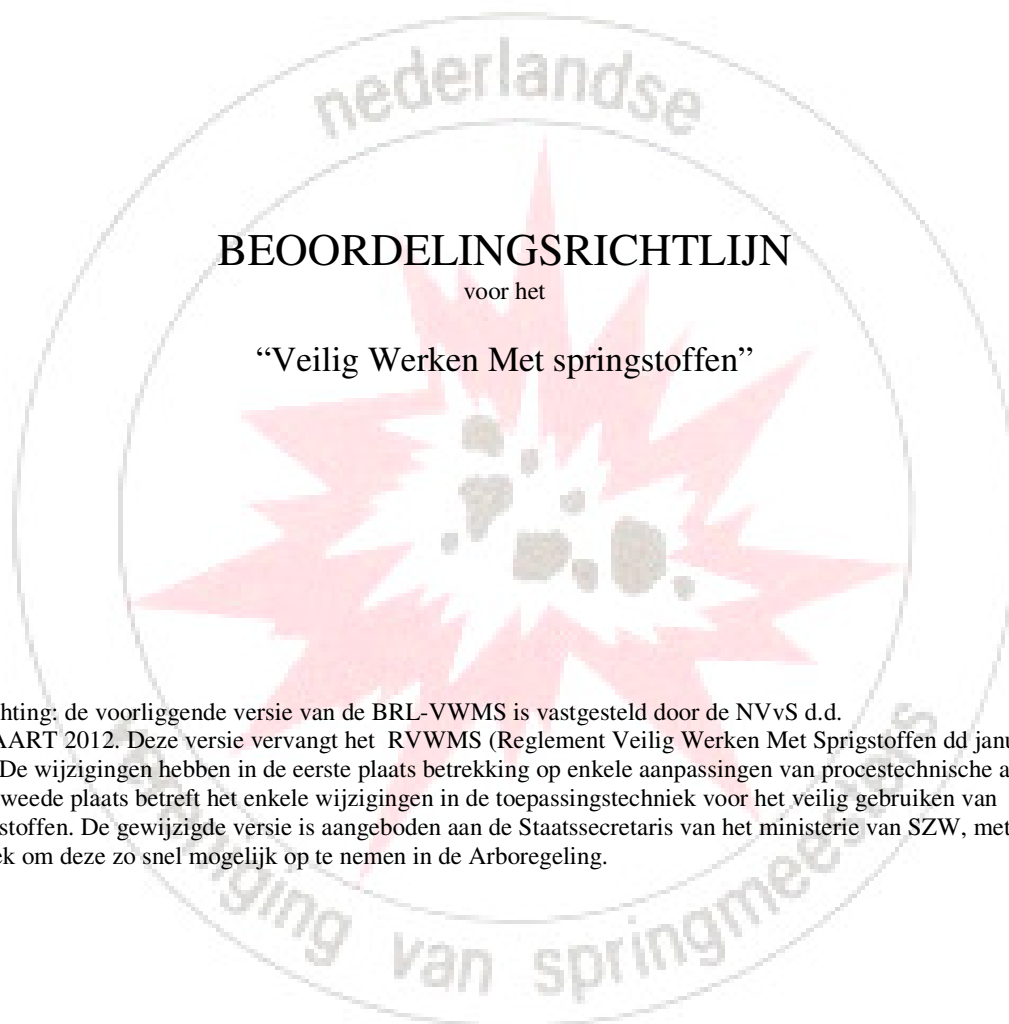 nederlandse
BEOORDELINGSRICHTLIJN
voor het
“Veilig Werken Met springstoffen”
hting: de voorliggende versie van de BRL-VWMS is vastgesteld door de NVvS d.d.
AART 2012. Deze versie vervangt het RVWMS (Reglement Veilig Werken Met Sprigstoffen dd janu
De wijzigingen hebben in de eerste plaats betrekking op enkele aanpassingen van procestechnische a
weede plaats betreft het enkele wijzigingen in de toepassingstechniek voor het veilig gebruiken van
stoffen. De gewijzigde versie is aangeboden aan de Staatssecretaris van het ministerie van SZW, met
ek om deze zo snel mogelijk op te nemen in de Arboregeling.
vereniging van springmeesters